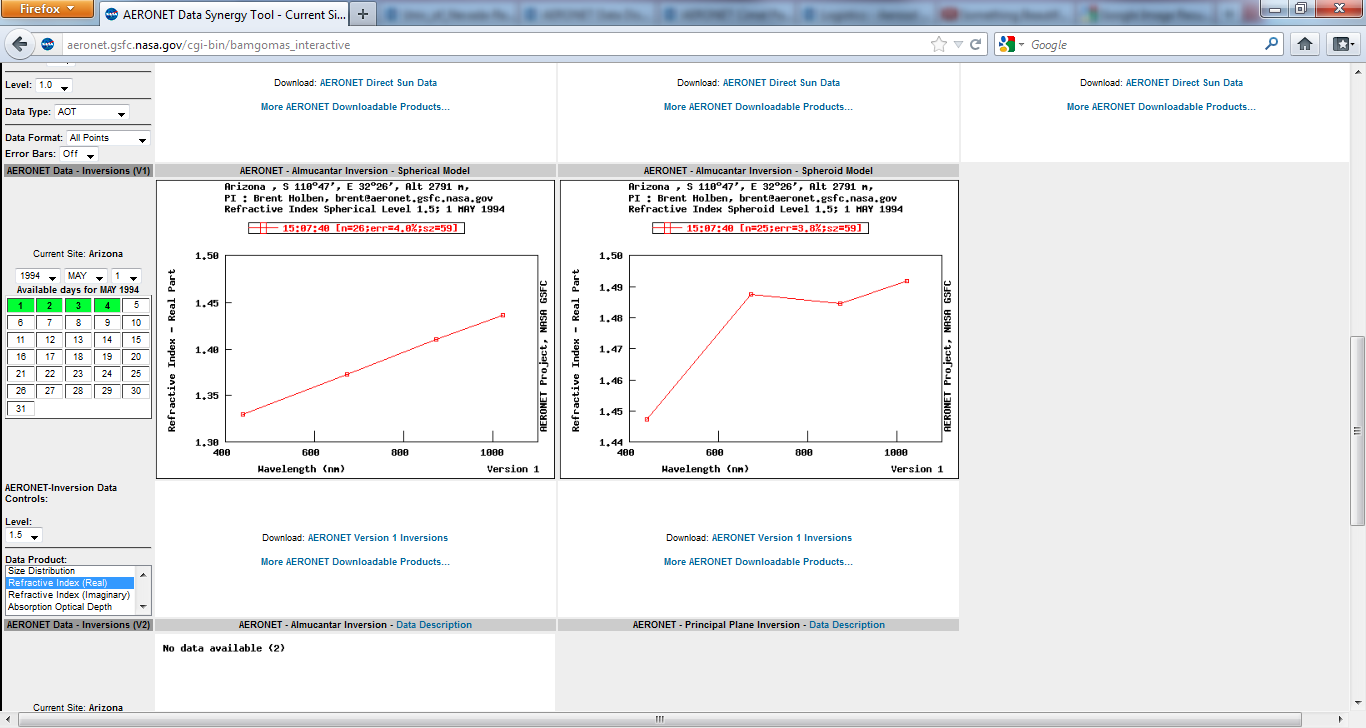 Firefox
AERONET Data Synergy Tool - Current Si...
aeronet.gsfc.nasa.gov/cgi-bin/bamgomas_interactive
Google
Level: 1.0
Data Type: AOT
Data Format: All Points
Error Bars: Off
Download: AERONET Direct Sun Data
More AERONET Downloadable Products...
Download: AERONET Direct Sun Data
More AERONET Downloadable Products...
Download: AERONET Direct Sun Data
More AERONET Downloadable Products...
AERONET Data - Inversions (V1)
AERONET - Almucantar Inversion - Spherical Model
AERONET - Almucantar Inversion - Spheroid Model
Current Site: Arizona
1994 MAY 1
Available days for MAY 1994
1 2 3 4 5
6 7 8 9 10
11 12 13 14 15
16 17 18 19 20
21 22 23 24 25
26 27 28 29 30
31
AERONET-Inversion Data
Controls:
Level:
1.5
Data Product:
Size Distribution
Refractive Index (Real)
Refractive Index (Imaginary)
Absorption Optical Depth
Arizona , S 110°47', E 32°26', Alt 2791 m,
PI : Brent Holben, brent@aeronet.gsfc.nasa.gov
Refractive Index Spherical Level 1.5; 1 MAY 1994
15:07:40 [n=26;err=4.0%;sz=59]
1.50
1.45
1.40
1.35
1.30
Refractive Index - Real Part
400 600 800 1000
Wavelength (nm)
Version 1
AERONET Project, NASA GSFC
Arizona , S 110°47', E 32°26', Alt 2791 m,
PI : Brent Holben, brent@aeronet.gsfc.nasa.gov
Refractive Index Spheroid Level 1.5; 1 MAY 1994
15:07:40 [n=25;err=3.8%;sz=59]
1.50
1.49
1.48
1.47
1.46
1.45
1.44
Refractive Index - Real Part
400 600 800 1000
Wavelength (nm)
Version 1
AERONET Project, NASA GSFC
Download: AERONET Version 1 Inversions
More AERONET Downloadable Products...
Download: AERONET Version 1 Inversions
More AERONET Downloadable Products...
AERONET Data - Inversions (V2)
AERONET - Almucantar Inversion - Data Description
AERONET - Principal Plane Inversion - Data Description
No data available (2)
Current Site: Arizona